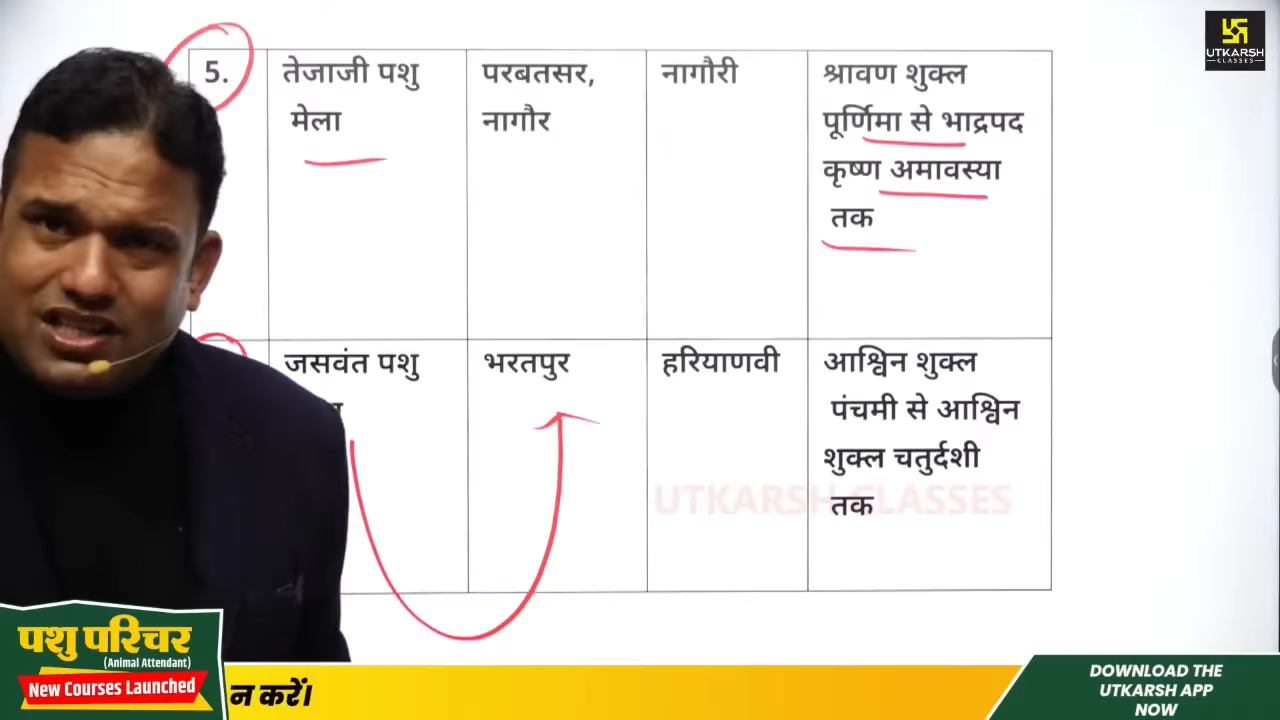 UTKARSH
CLASSES
5.
तेजाजी पशु
मेला
परबतसर,
नागौर
नागौरी
श्रावण शुक्ल
पूर्णिमा से भाद्रपद
कृष्ण अमावस्या
तक
जसवंत पशु
भरतपुर
हरियाणवी
आश्विन शुक्ल
पंचमी से आश्विन
शुक्ल चतुर्दशी
तक
UTKARSH CLASSES
पशु परिचर
(Animal Attendant)
New Courses Launched
न करें।
DOWNLOAD THE
UTKARSH APP
NOW